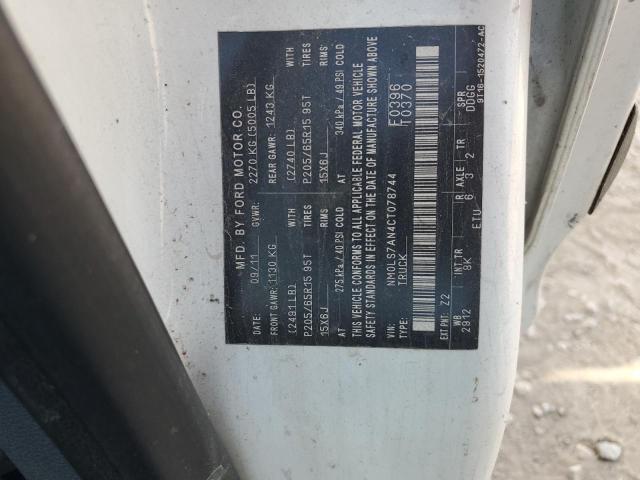 MFD. BY FORD MOTOR CO.
DATE: 09/11 GVWR: 2270 KG (5005 LB)
FRONT GAWR: 1130 KG REAR GAWR: 1243 KG
(2491 LB) (2740 LB)
P205/65R15 95T TIRES P205/65R15 95T TIRES
15X6J RIMS 15X6J RIMS
AT 275 kPa / 40 PSI COLD AT 340 kPa / 49 PSI COLD
THIS VEHICLE CONFORMS TO ALL APPLICABLE FEDERAL MOTOR VEHICLE
SAFETY STANDARDS IN EFFECT ON THE DATE OF MANUFACTURE SHOWN ABOVE
VIN: NM0LS7AN4CT078744 F0396
TYPE: TRUCK T0370
EXT PNT: Z2
WB INT TR R AXLE TR SPR
2912 8K 6 3 2 DDGG
ETU 9T16-1520472-AC